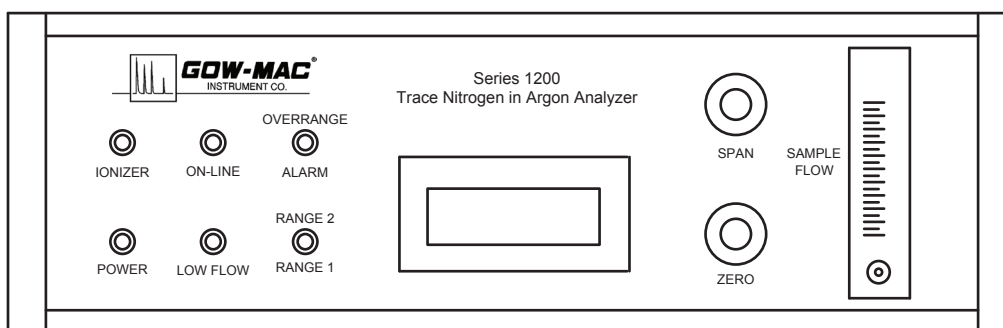 GOW-MAC®
INSTRUMENT CO.
Series 1200
Trace Nitrogen in Argon Analyzer
OVERRANGE
IONIZER
ON-LINE
ALARM
SPAN
SAMPLE
FLOW
RANGE 2
POWER
LOW FLOW
RANGE 1
ZERO